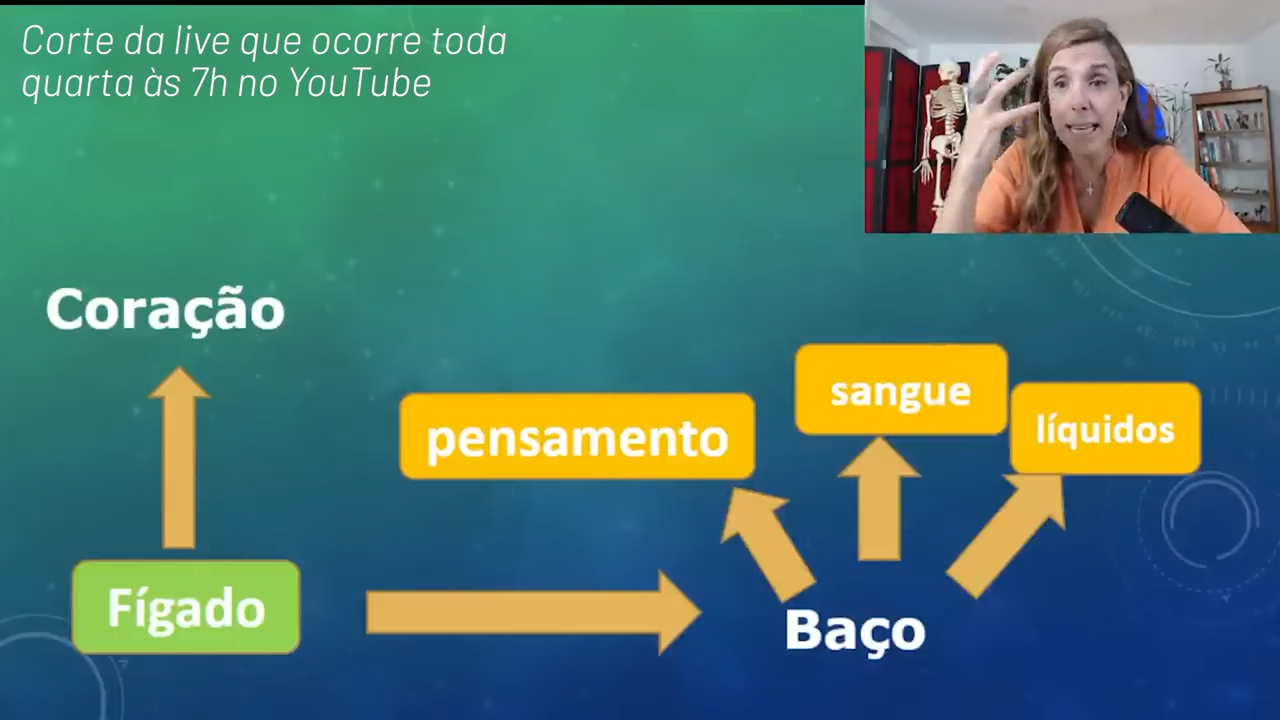 Corte da live que ocorre toda
quarta às 7h no YouTube
Coração
sangue
líquidos
pensamento
Fígado
Baço